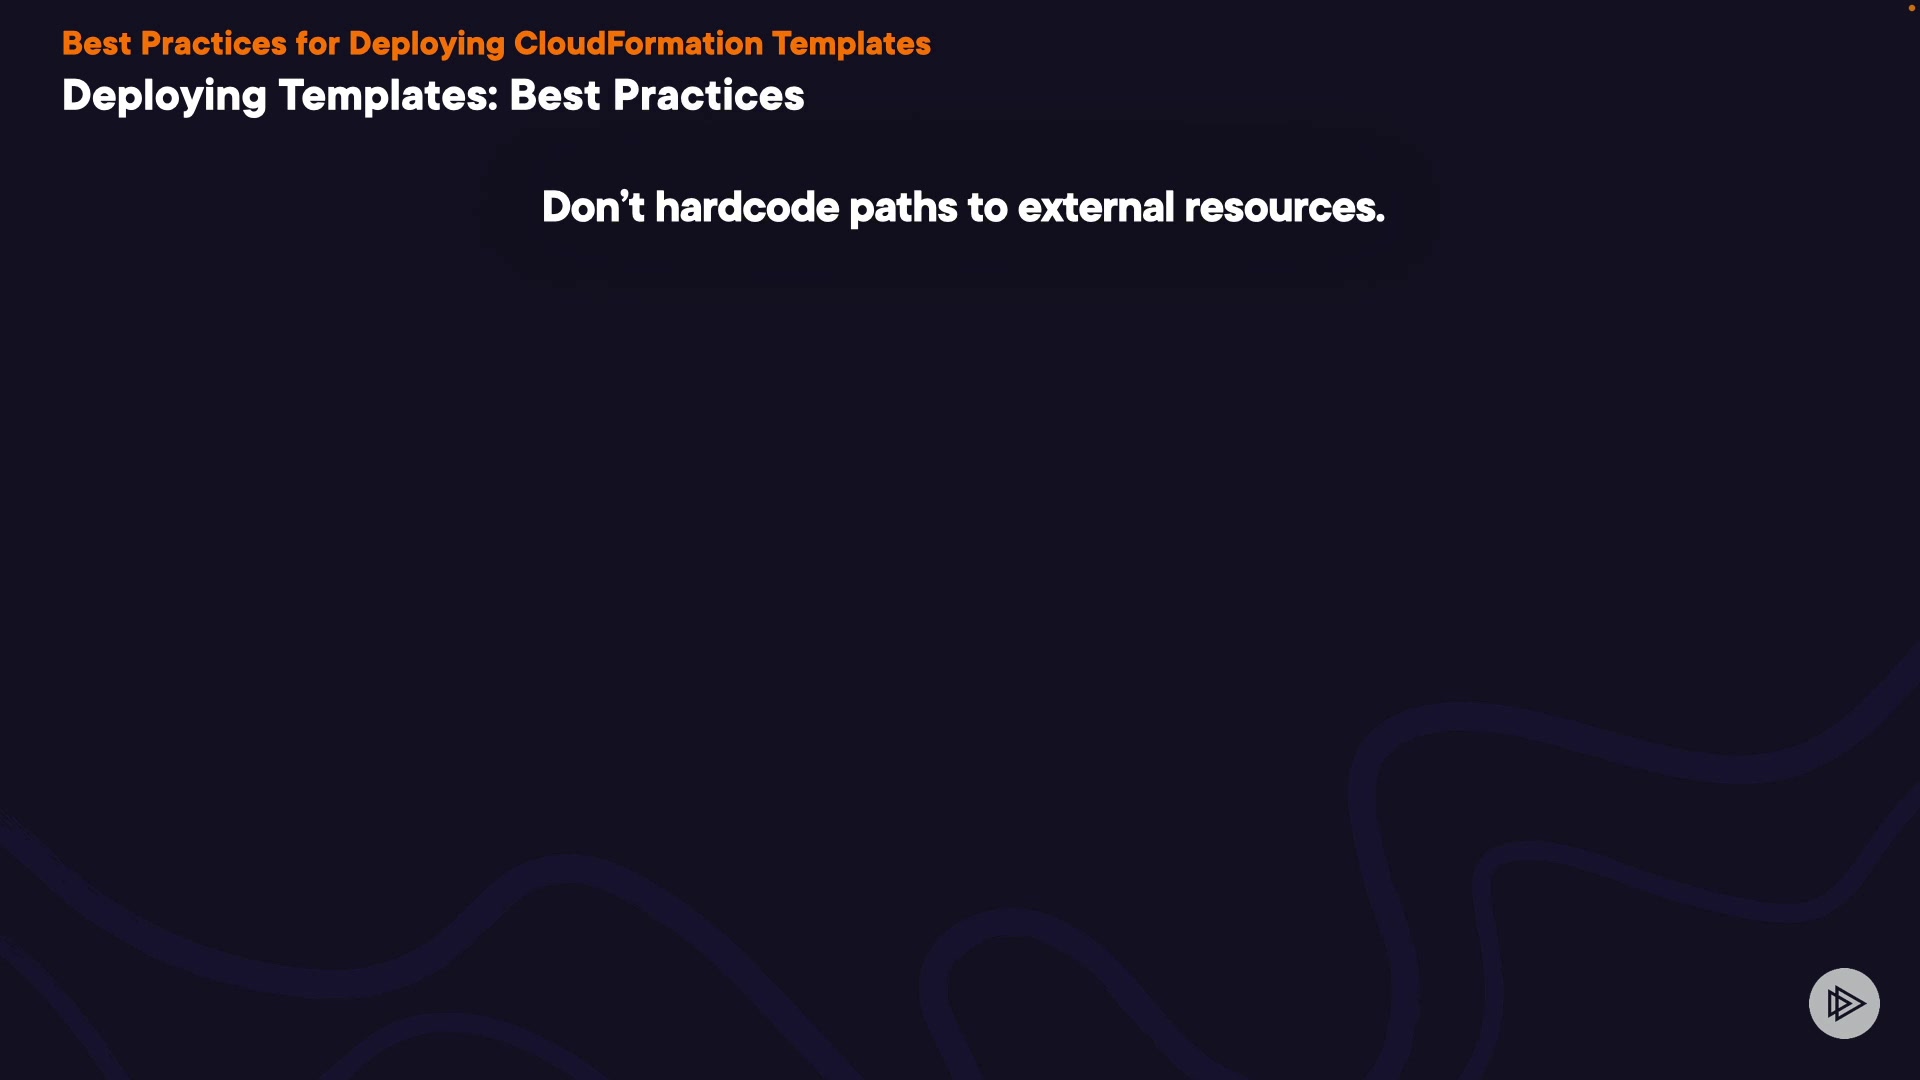 Best Practices for Deploying CloudFormation Templates
Deploying Templates: Best Practices
Don’t hardcode paths to external resources.